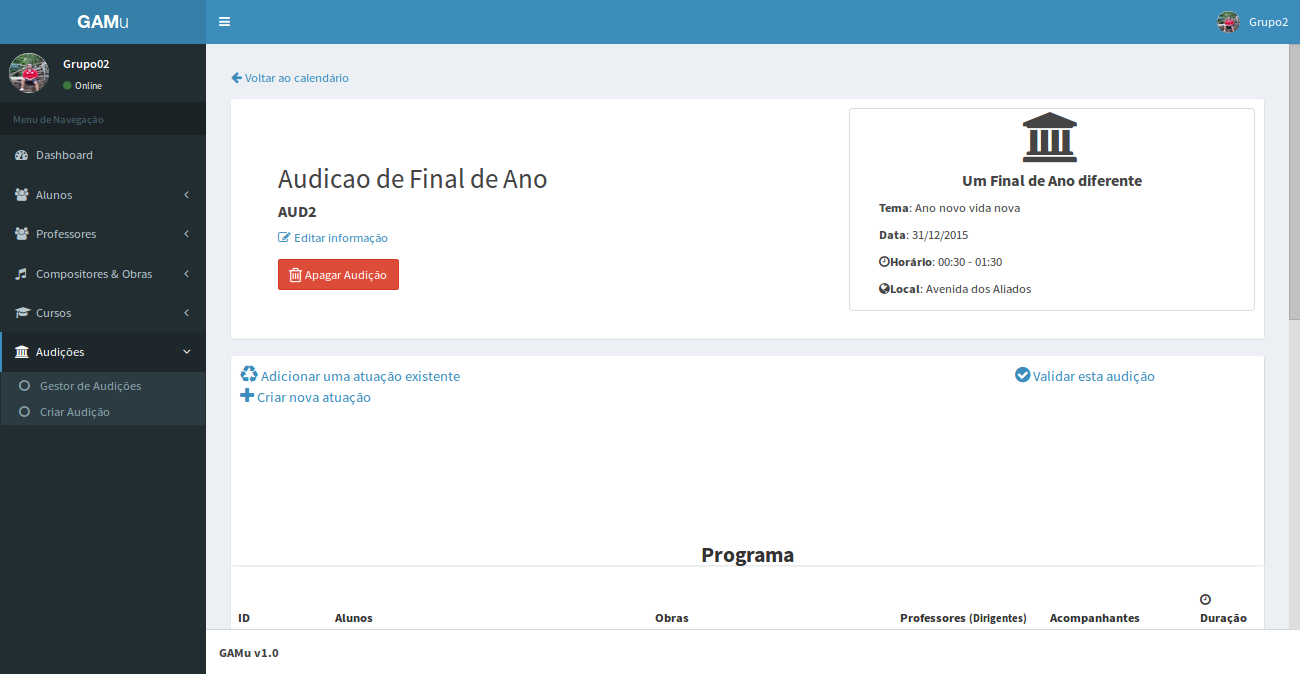 GAMu
Grupo2
Grupo02
Online
Menu de Navegação
Dashboard
Alunos
Professores
Compositores & Obras
Cursos
Audições
Gestor de Audições
Criar Audição
Voltar ao calendário
Audicao de Final de Ano
AUD2
Editar informação
Apagar Audição
Um Final de Ano diferente
Tema: Ano novo vida nova
Data: 31/12/2015
Horário: 00:30 - 01:30
Local: Avenida dos Aliados
Adicionar uma atuação existente
Criar nova atuação
Validar esta audição
Programa
ID Alunos Obras Professores (Dirigentes) Acompanhantes Duração
GAMu v1.0